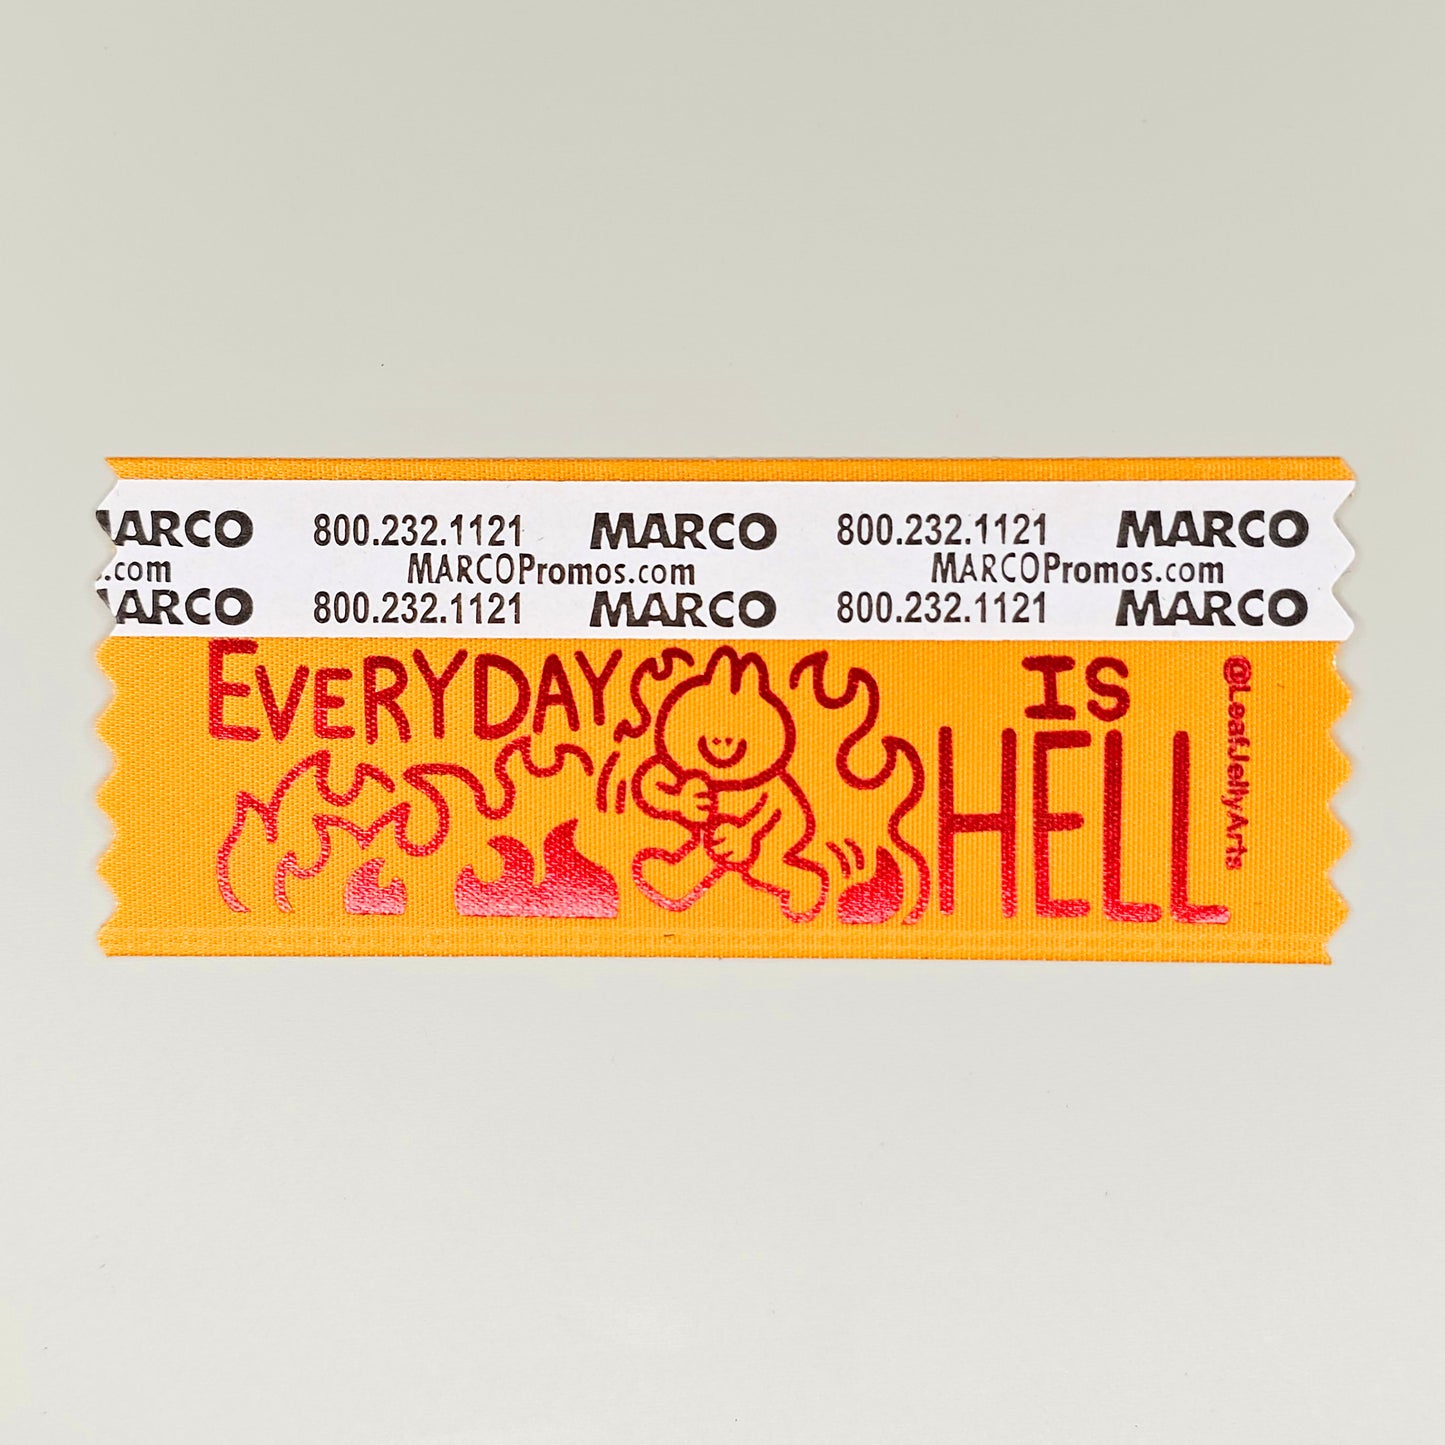 MARCO 800.232.1121 MARCO 800.232.1121 MARCO
.com MARCOPromos.com MARCOPromos.com
MARCO 800.232.1121 MARCO 800.232.1121 MARCO
EVERYDAY IS
HELL
@LeafJellyArts